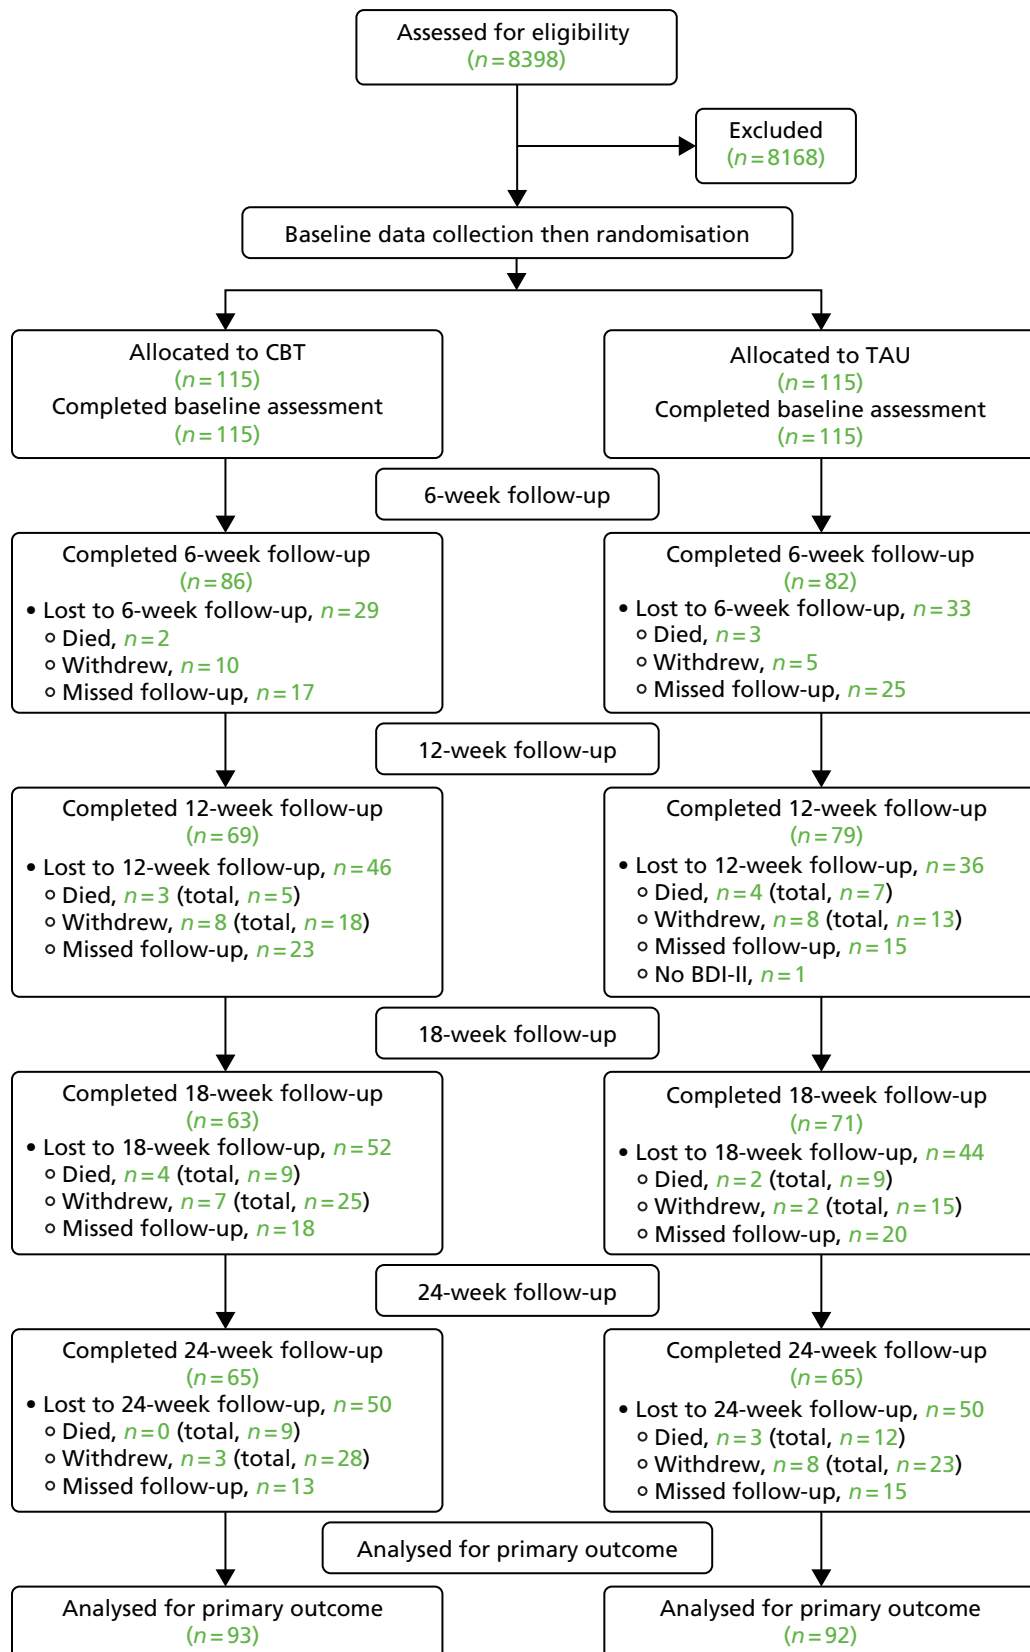 Assessed for eligibility
(n=8398)
Excluded
(n=8168)
Baseline data collection then randomisation
Allocated to CBT
(n=115)
Completed baseline assessment
(n=115)
Allocated to TAU
(n=115)
Completed baseline assessment
(n=115)
6-week follow-up
Completed 6-week follow-up
(n=86)
• Lost to 6-week follow-up, n=29
Died, n=2
Withdrew, n=10
Missed follow-up, n=17
Completed 6-week follow-up
(n=82)
• Lost to 6-week follow-up, n=33
Died, n=3
Withdrew, n=5
Missed follow-up, n=25
12-week follow-up
Completed 12-week follow-up
(n=69)
• Lost to 12-week follow-up, n=46
Died, n=3 (total, n=5)
Withdrew, n=8 (total, n=18)
Missed follow-up, n=23
Completed 12-week follow-up
(n=79)
• Lost to 12-week follow-up, n=36
Died, n=4 (total, n=7)
Withdrew, n=8 (total, n=13)
Missed follow-up, n=15
No BDI-II, n=1
18-week follow-up
Completed 18-week follow-up
(n=63)
• Lost to 18-week follow-up, n=52
Died, n=4 (total, n=9)
Withdrew, n=7 (total, n=25)
Missed follow-up, n=18
Completed 18-week follow-up
(n=71)
• Lost to 18-week follow-up, n=44
Died, n=2 (total, n=9)
Withdrew, n=2 (total, n=15)
Missed follow-up, n=20
24-week follow-up
Completed 24-week follow-up
(n=65)
• Lost to 24-week follow-up, n=50
Died, n=0 (total, n=9)
Withdrew, n=3 (total, n=28)
Missed follow-up, n=13
Completed 24-week follow-up
(n=65)
• Lost to 24-week follow-up, n=50
Died, n=3 (total, n=12)
Withdrew, n=8 (total, n=23)
Missed follow-up, n=15
Analysed for primary outcome
Analysed for primary outcome
(n=93)
Analysed for primary outcome
(n=92)